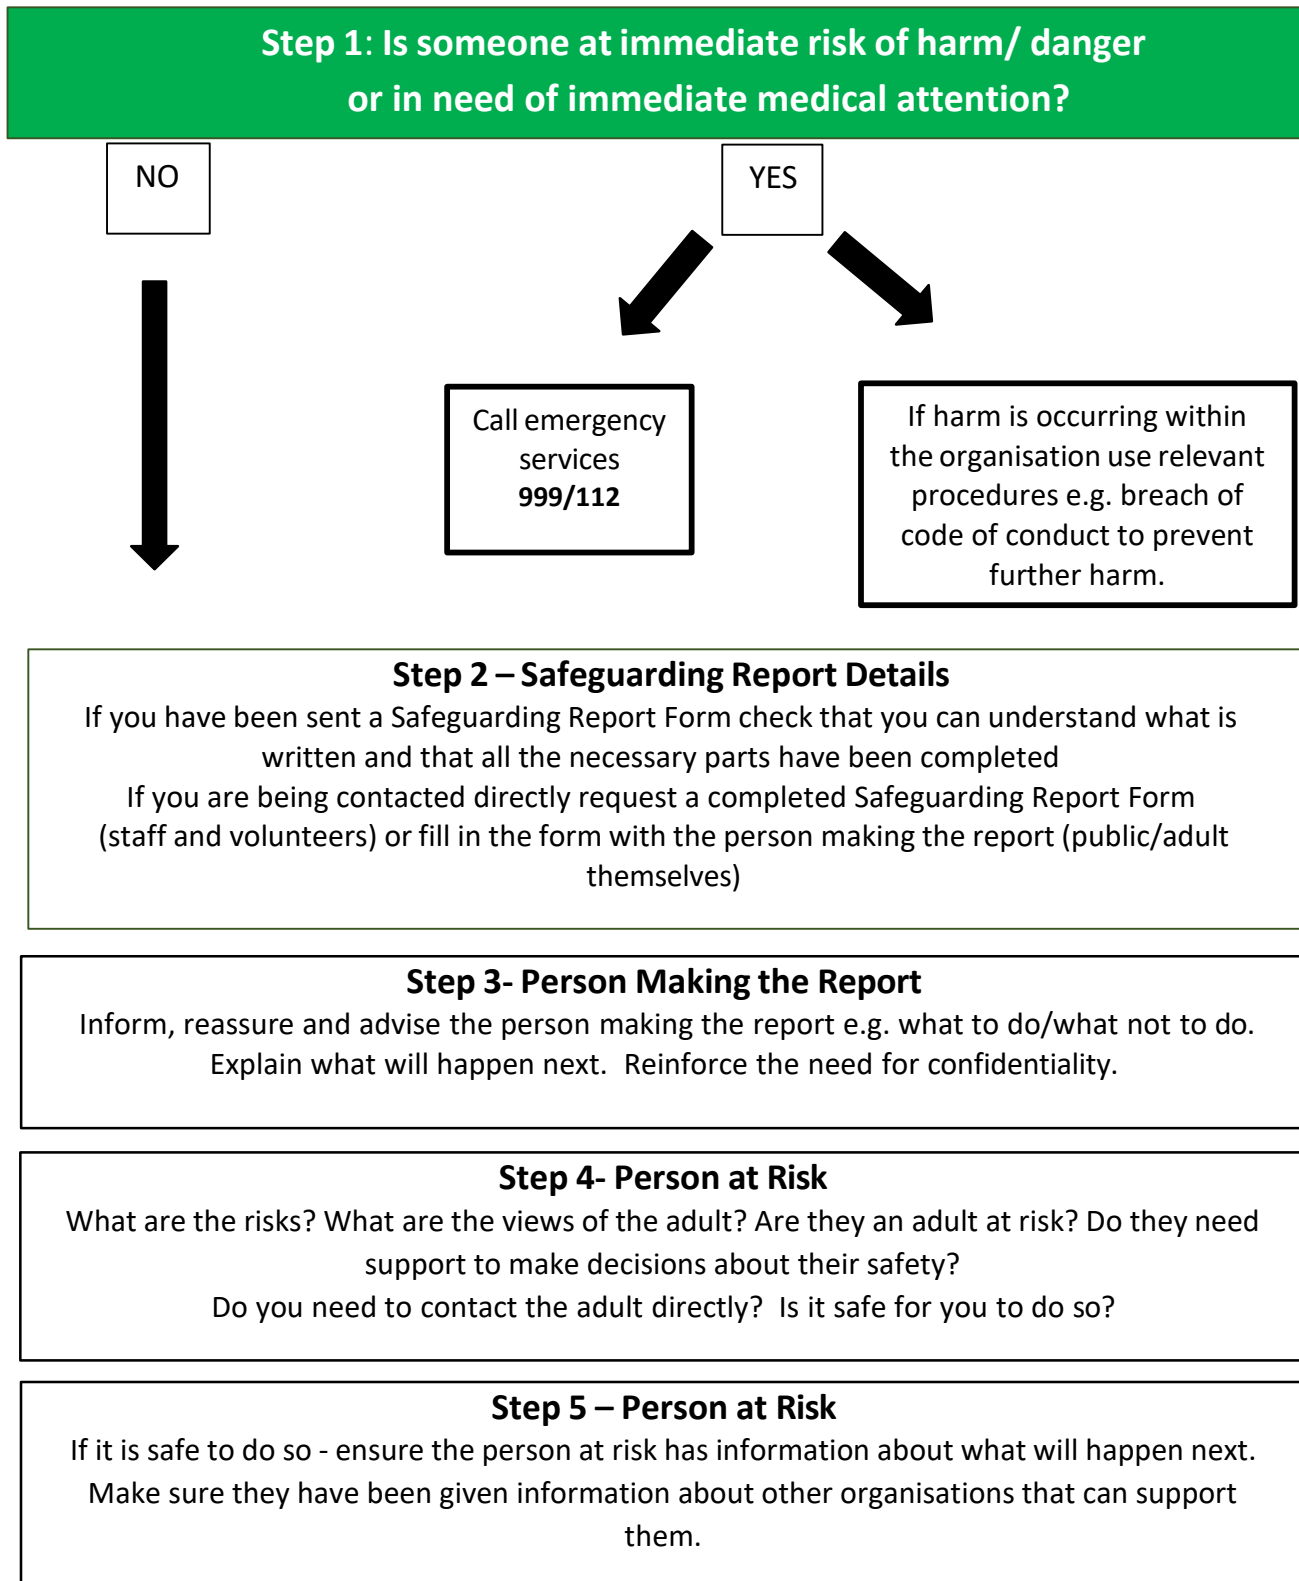 Step 1: Is someone at immediate risk of harm/ danger
or in need of immediate medical attention?
NO
YES
Call emergency
services
999/112
If harm is occurring within
the organisation use relevant
procedures e.g. breach of
code of conduct to prevent
further harm.
Step 2 – Safeguarding Report Details
If you have been sent a Safeguarding Report Form check that you can understand what is
written and that all the necessary parts have been completed
If you are being contacted directly request a completed Safeguarding Report Form
(staff and volunteers) or fill in the form with the person making the report (public/adult
themselves)
Step 3- Person Making the Report
Inform, reassure and advise the person making the report e.g. what to do/what not to do.
Explain what will happen next.  Reinforce the need for confidentiality.
Step 4- Person at Risk
What are the risks? What are the views of the adult? Are they an adult at risk? Do they need
support to make decisions about their safety?
Do you need to contact the adult directly?  Is it safe for you to do so?
Step 5 – Person at Risk
If it is safe to do so - ensure the person at risk has information about what will happen next.
Make sure they have been given information about other organisations that can support
them.